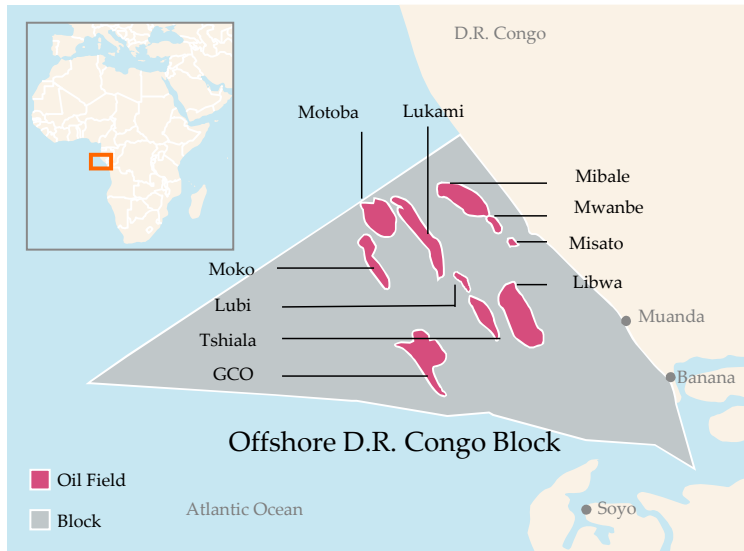 D.R. Congo
Motoba
Lukami
Mibale
Mwanbe
Misato
Moko
Libwa
Lubi
Muanda
Tshiala
GCO
Banana
Offshore D.R. Congo Block
Oil Field
Atlantic Ocean
Soyo
Block